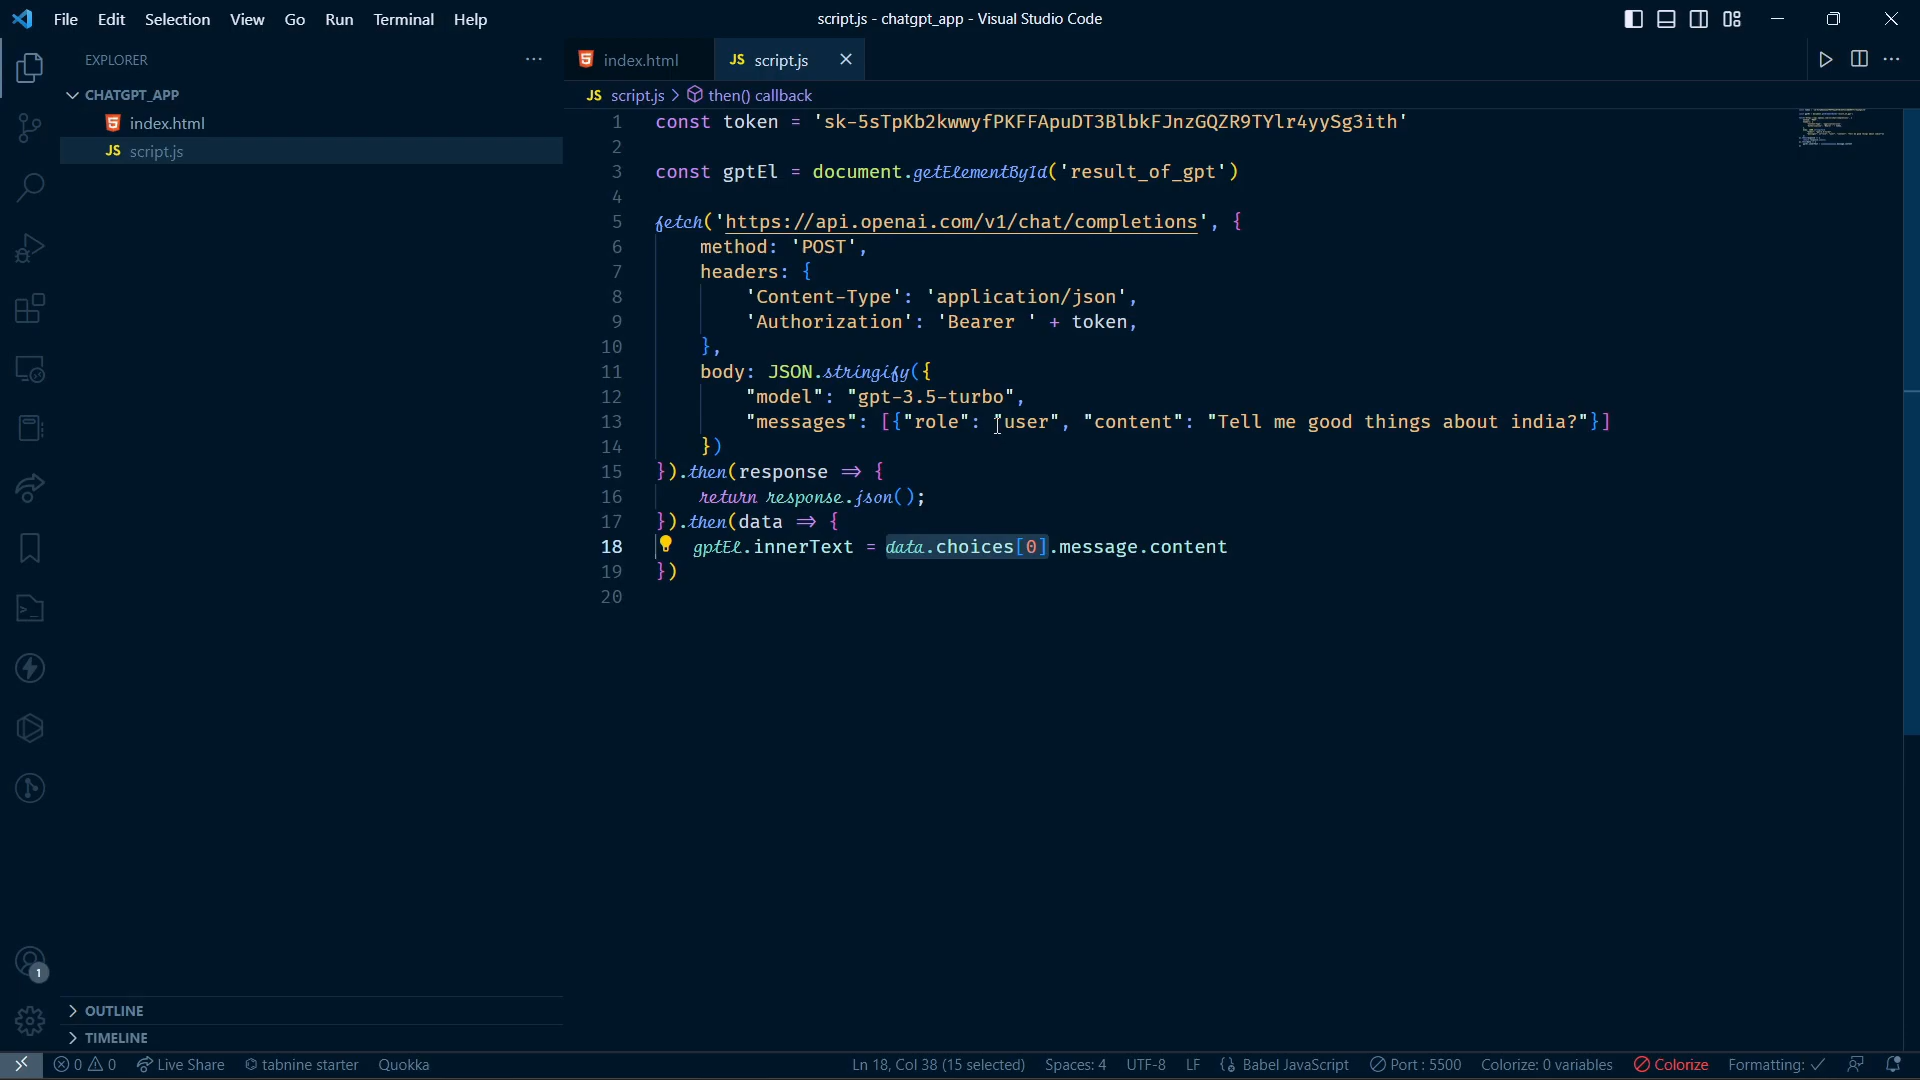 File Edit Selection View Go Run Terminal Help
script.js - chatgpt_app - Visual Studio Code
EXPLORER
CHATGPT_APP
index.html
JS script.js
OUTLINE
TIMELINE
index.html
JS script.js
JS script.js > then() callback
1 const token = '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'
2
3 const gptEl = document.getElementById('result_of_gpt')
4
5 fetch('https://api.openai.com/v1/chat/completions', {
6 method: 'POST',
7 headers: {
8 'Content-Type': 'application/json',
9 'Authorization': 'Bearer ' + token,
10 },
11 body: JSON.stringify({
12 "model": "gpt-3.5-turbo",
13 "messages": [{"role": "user", "content": "Tell me good things about india?"}]
14 })
15 }).then(response => {
16 return response.json();
17 }).then(data => {
18 gptEl.innerText = data.choices[0].message.content
19 })
20
1
0 0 Live Share tabnine starter Quokka Ln 18, Col 38 (15 selected) Spaces: 4 UTF-8 LF {} Babel JavaScript Port : 5500 Colorize: 0 variables Colorize Formatting: ✓